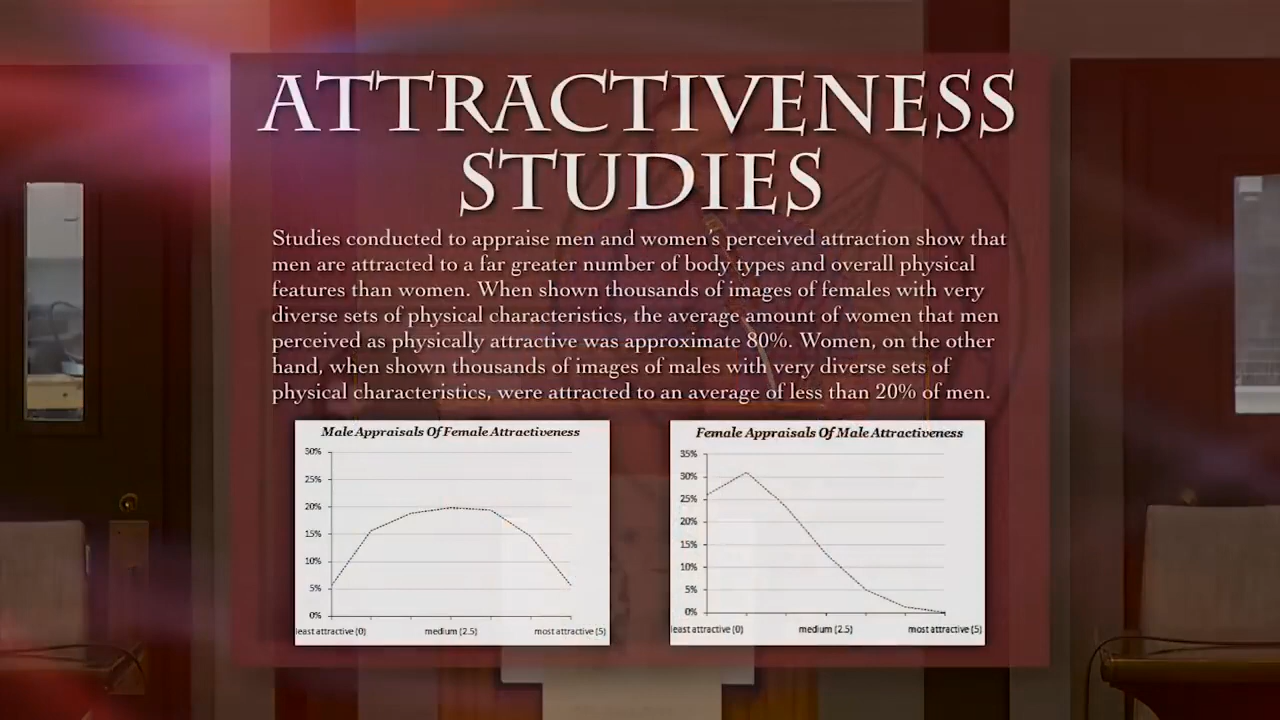 ATTRACTIVENESS
STUDIES
Studies conducted to appraise men and women's perceived attraction show that
men are attracted to a far greater number of body types and overall physical
features than women. When shown thousands of images of females with very
diverse sets of physical characteristics, the average amount of women that men
perceived as physically attractive was approximate 80%. Women, on the other
hand, when shown thousands of images of males with very diverse sets of
physical characteristics, were attracted to an average of less than 20% of men.
Male Appraisals Of Female Attractiveness
30%
25%
20%
15%
10%
5%
0%
least attractive (0) medium (2.5) most attractive (5)
Female Appraisals Of Male Attractiveness
35%
30%
25%
20%
15%
10%
5%
0%
least attractive (0) medium (2.5) most attractive (5)